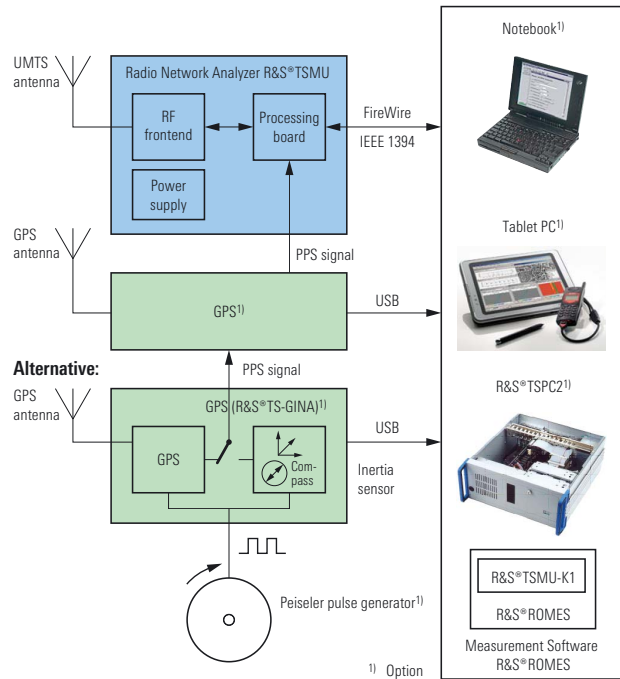 Notebook1)
UMTS
antenna
Radio Network Analyzer R&S®TSMU
RF
frontend
Processing
board
Power
supply
FireWire
IEEE 1394
PPS signal
Tablet PC1)
GPS
antenna
GPS1)
USB
Alternative:
PPS signal
GPS
antenna
GPS (R&S®TS-GINA)1)
GPS
Com-
pass
USB
Inertia
sensor
R&S®TSPC21)
Peiseler pulse generator1)
R&S®TSMU-K1
R&S®ROMES
Measurement Software
R&S®ROMES
1) Option